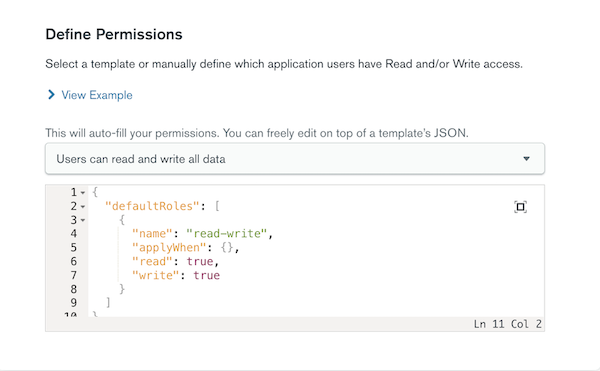 Define Permissions
Select a template or manually define which application users have Read and/or Write access.
View Example
This will auto-fill your permissions. You can freely edit on top of a template's JSON.
Users can read and write all data
1 {
2 "defaultRoles": [
3 {
4 "name": "read-write",
5 "applyWhen": {},
6 "read": true,
7 "write": true
8 }
9 ]
10 }
Ln 11 Col 2